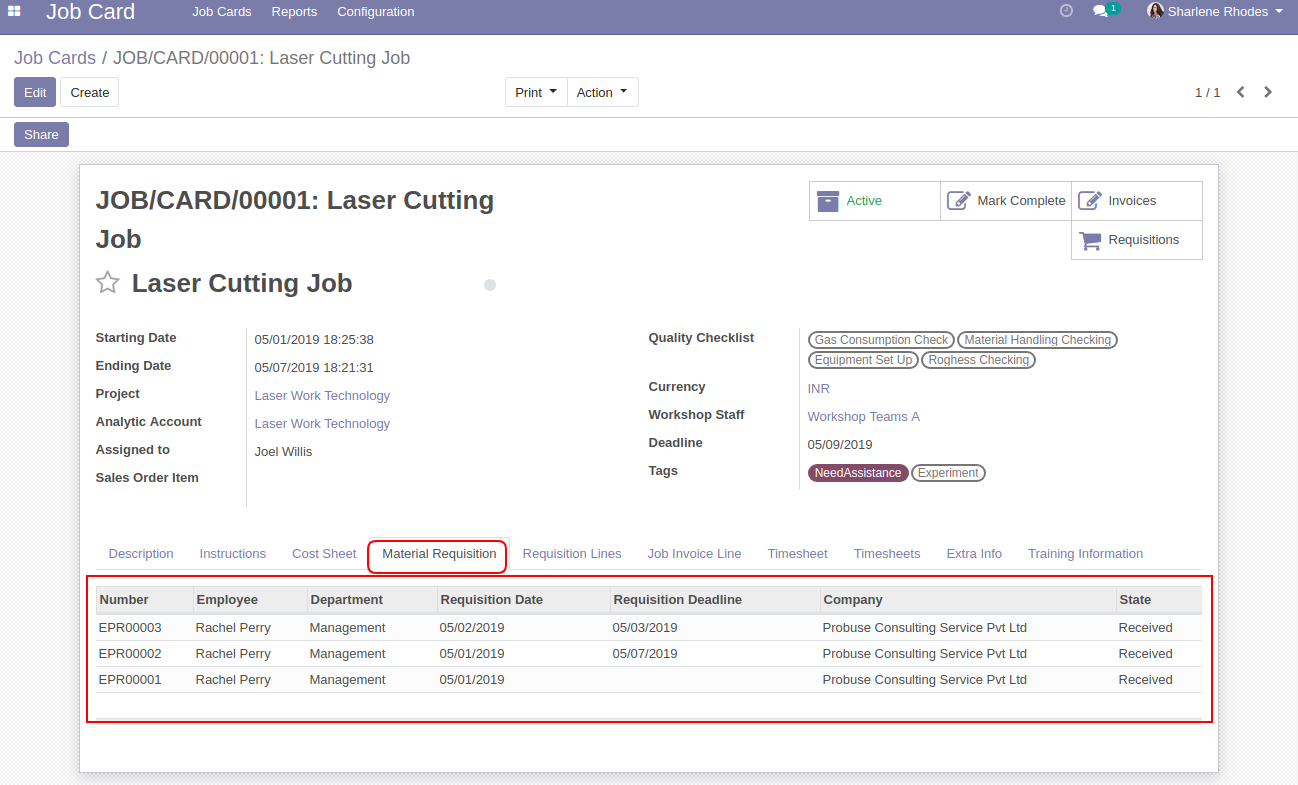 Job Card Job Cards Reports Configuration 1 Sharlene Rhodes
Job Cards / JOB/CARD/00001: Laser Cutting Job
Edit Create Print Action 1 / 1
Share
JOB/CARD/00001: Laser Cutting
Job
Laser Cutting Job
Active Mark Complete Invoices
Requisitions
Starting Date 05/01/2019 18:25:38
Ending Date 05/07/2019 18:21:31
Project Laser Work Technology
Analytic Account Laser Work Technology
Assigned to Joel Willis
Sales Order Item
Quality Checklist Gas Consumption Check Material Handling Checking
Equipment Set Up Roghess Checking
Currency INR
Workshop Staff Workshop Teams A
Deadline 05/09/2019
Tags NeedAssistance Experiment
Description Instructions Cost Sheet Material Requisition Requisition Lines Job Invoice Line Timesheet Timesheets Extra Info Training Information
Number Employee Department Requisition Date Requisition Deadline Company State
EPR00003 Rachel Perry Management 05/02/2019 05/03/2019 Probuse Consulting Service Pvt Ltd Received
EPR00002 Rachel Perry Management 05/01/2019 05/07/2019 Probuse Consulting Service Pvt Ltd Received
EPR00001 Rachel Perry Management 05/01/2019 Probuse Consulting Service Pvt Ltd Received